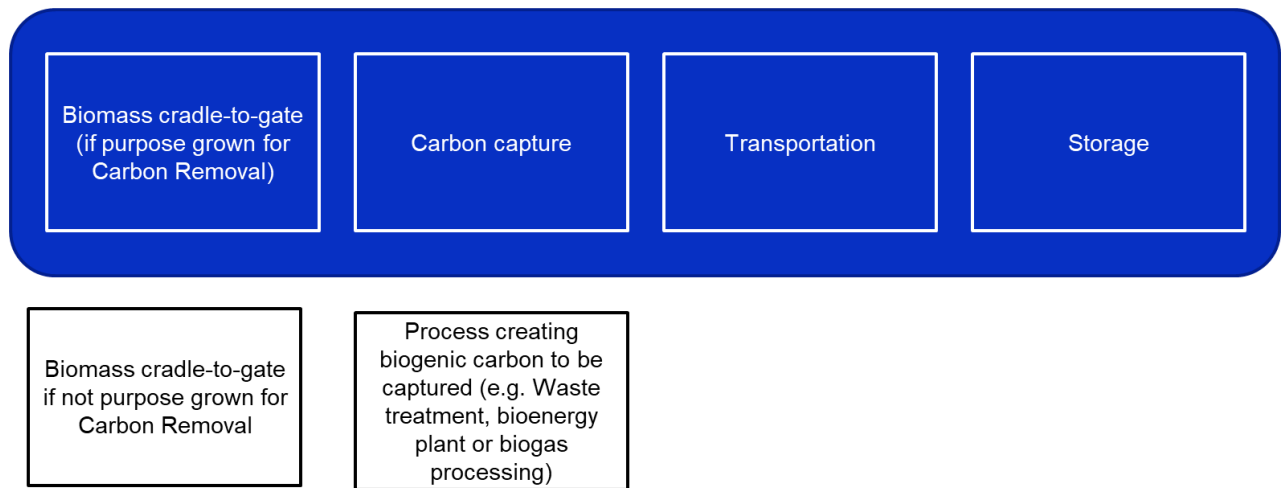 Biomass cradle-to-gate
(if purpose grown for
Carbon Removal)
Carbon capture
Transportation
Storage
Biomass cradle-to-gate
if not purpose grown for
Carbon Removal
Process creating
biogenic carbon to be
captured (e.g. Waste
treatment, bioenergy
plant or biogas
processing)